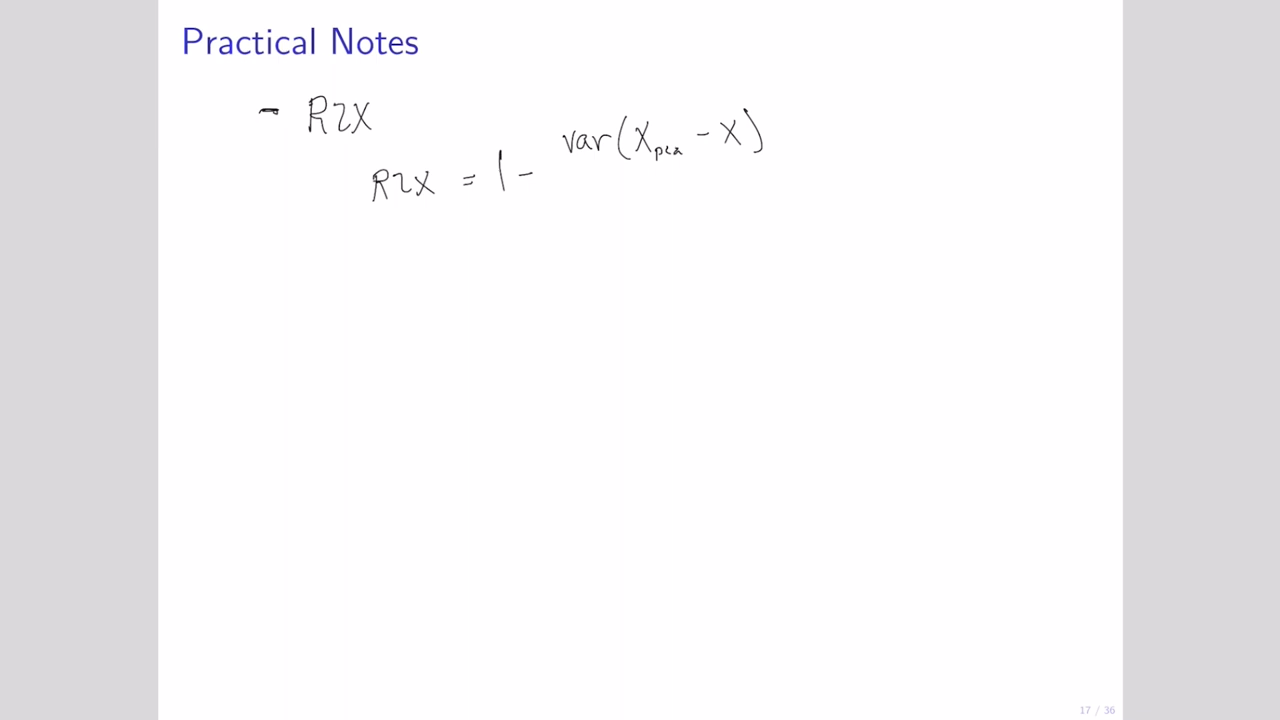 Practical Notes
- R2X
R2X = 1 - var(Xpca - X)
17 / 36